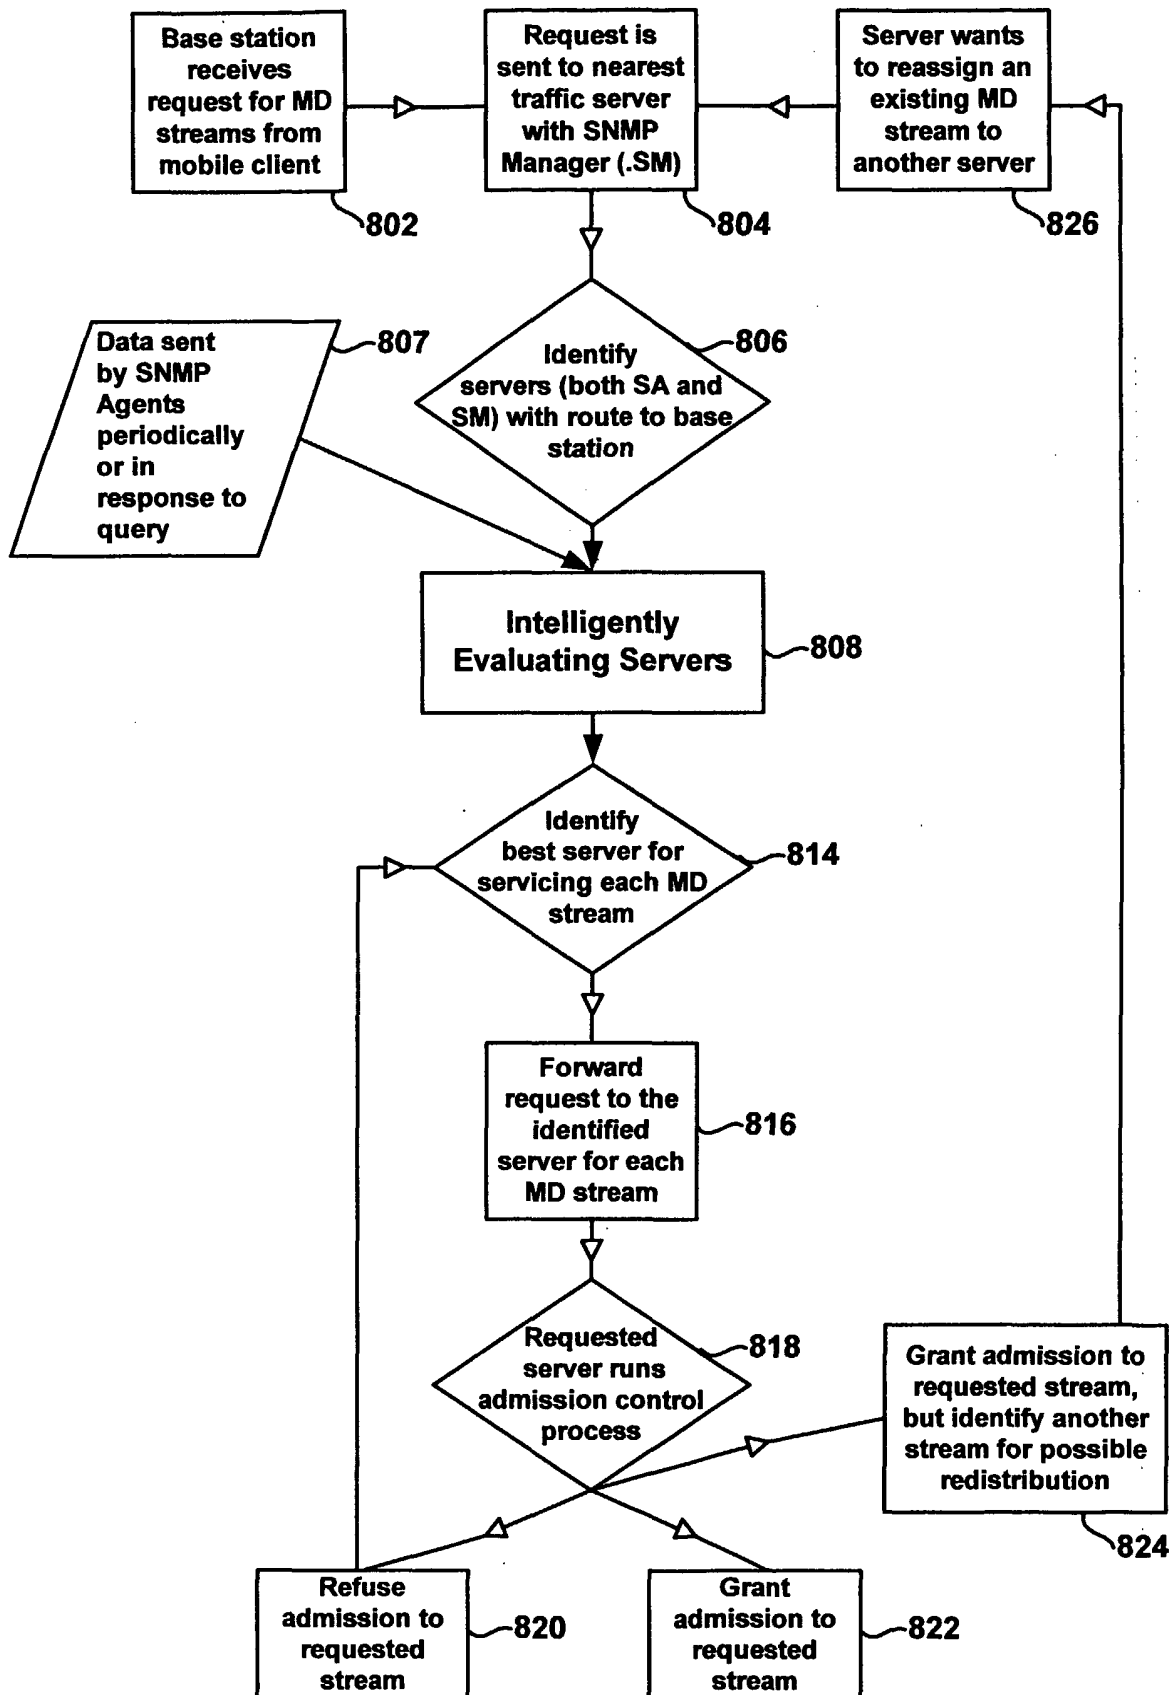 Base station
receives
request for MD
streams from
mobile client
802
Request is
sent to nearest
traffic server
with SNMP
Manager (.SM)
804
Server wants
to reassign an
existing MD
stream to
another server
826
Data sent
by SNMP
Agents
periodically
or in
response to
query
807
Identify
servers (both SA and
SM) with route to base
station
806
Intelligently
Evaluating Servers
808
Identify
best server for
servicing each MD
stream
814
Forward
request to the
identified
server for each
MD stream
816
Requested
server runs
admission control
process
818
Grant admission to
requested stream,
but identify another
stream for possible
redistribution
824
Refuse
admission to
requested
stream
820
Grant
admission to
requested
stream
822